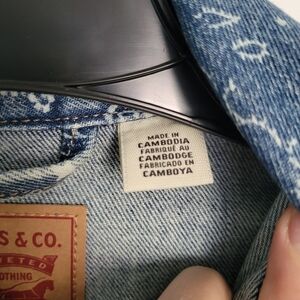 MADE IN
CAMBODIA
FABRIQUÉ AU
CAMBODGE
FABRICADO EN
CAMBOYA
S & CO.